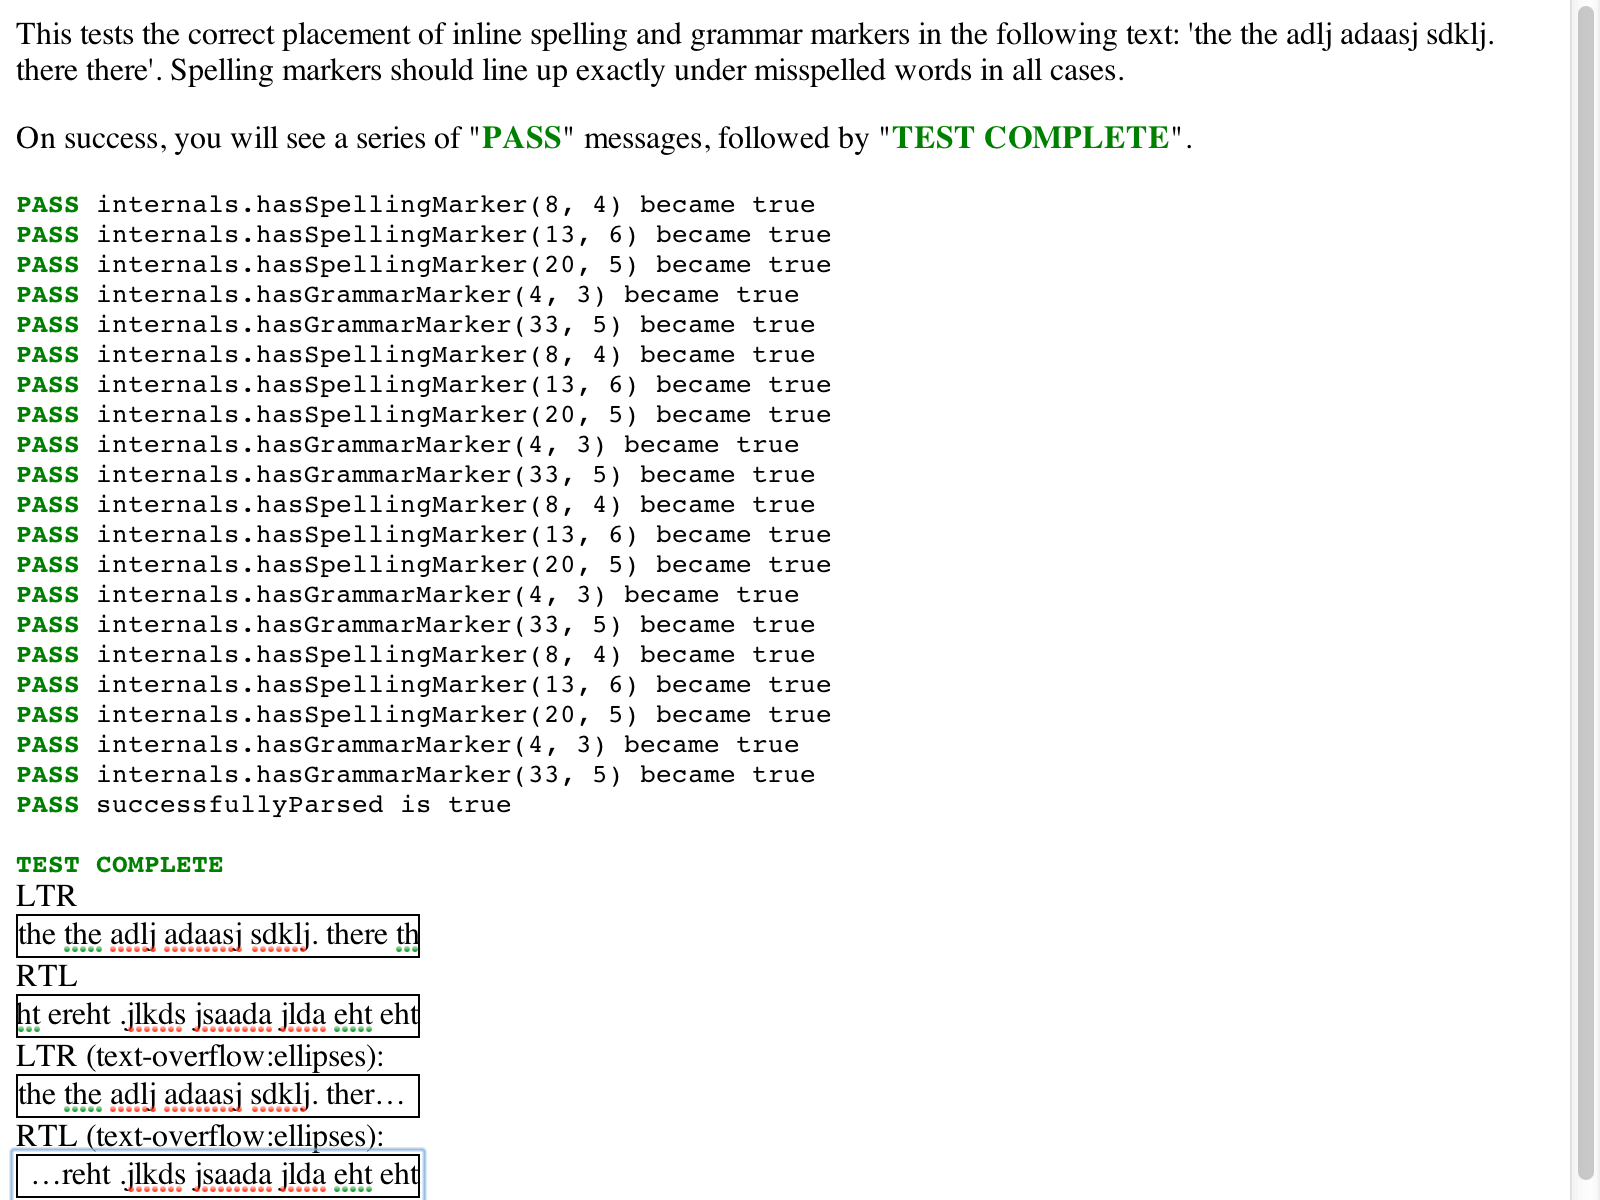 This tests the correct placement of inline spelling and grammar markers in the following text: 'the the adlj adaasj sdklj.
there there'. Spelling markers should line up exactly under misspelled words in all cases.
On success, you will see a series of "PASS" messages, followed by "TEST COMPLETE".
PASS internals.hasSpellingMarker(8, 4) became true
PASS internals.hasSpellingMarker(13, 6) became true
PASS internals.hasSpellingMarker(20, 5) became true
PASS internals.hasGrammarMarker(4, 3) became true
PASS internals.hasGrammarMarker(33, 5) became true
PASS internals.hasSpellingMarker(8, 4) became true
PASS internals.hasSpellingMarker(13, 6) became true
PASS internals.hasSpellingMarker(20, 5) became true
PASS internals.hasGrammarMarker(4, 3) became true
PASS internals.hasGrammarMarker(33, 5) became true
PASS internals.hasSpellingMarker(8, 4) became true
PASS internals.hasSpellingMarker(13, 6) became true
PASS internals.hasSpellingMarker(20, 5) became true
PASS internals.hasGrammarMarker(4, 3) became true
PASS internals.hasGrammarMarker(33, 5) became true
PASS internals.hasSpellingMarker(8, 4) became true
PASS internals.hasSpellingMarker(13, 6) became true
PASS internals.hasSpellingMarker(20, 5) became true
PASS internals.hasGrammarMarker(4, 3) became true
PASS internals.hasGrammarMarker(33, 5) became true
PASS successfullyParsed is true
TEST COMPLETE
LTR
the the adlj adaasj sdklj. there th
RTL
ht ereht .jlkds jsaada jlda eht eht
LTR (text-overflow:ellipses):
the the adlj adaasj sdklj. ther…
RTL (text-overflow:ellipses):
…reht .jlkds jsaada jlda eht eht